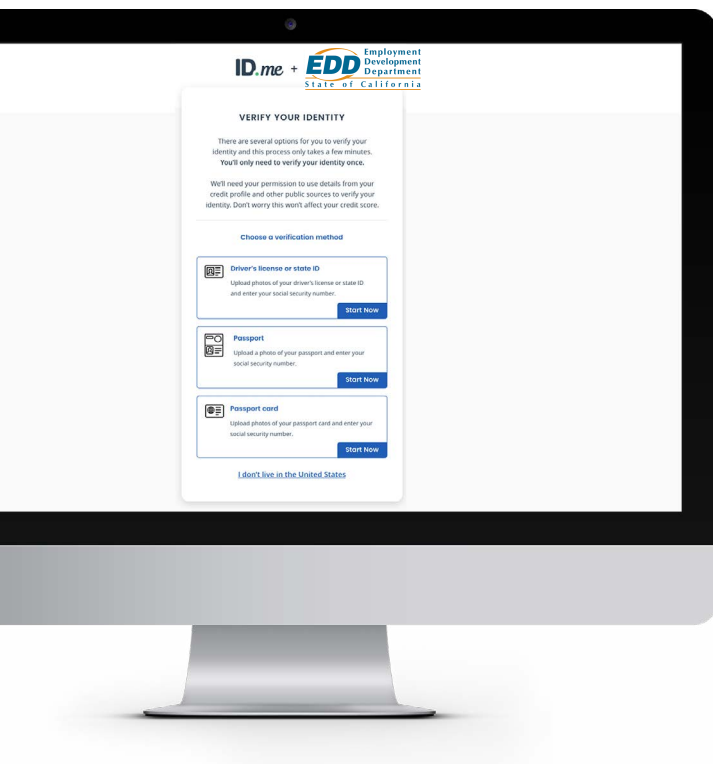 ID.me + EDD
Employment
Development
Department
State of California
VERIFY YOUR IDENTITY
There are several options for you to verify your
identity and this process only takes a few minutes.
You'll only need to verify your identity once.
We'll need your permission to use details from your
credit profile and other public sources to verify your
identity. Don't worry this won't affect your credit score.
Choose a verification method
Driver's license or state ID
Upload photos of your driver's license or state ID
and enter your social security number.
Start Now
Passport
Upload a photo of your passport and enter your
social security number.
Start Now
Passport card
Upload photos of your passport card and enter your
social security number.
Start Now
I don't live in the United States